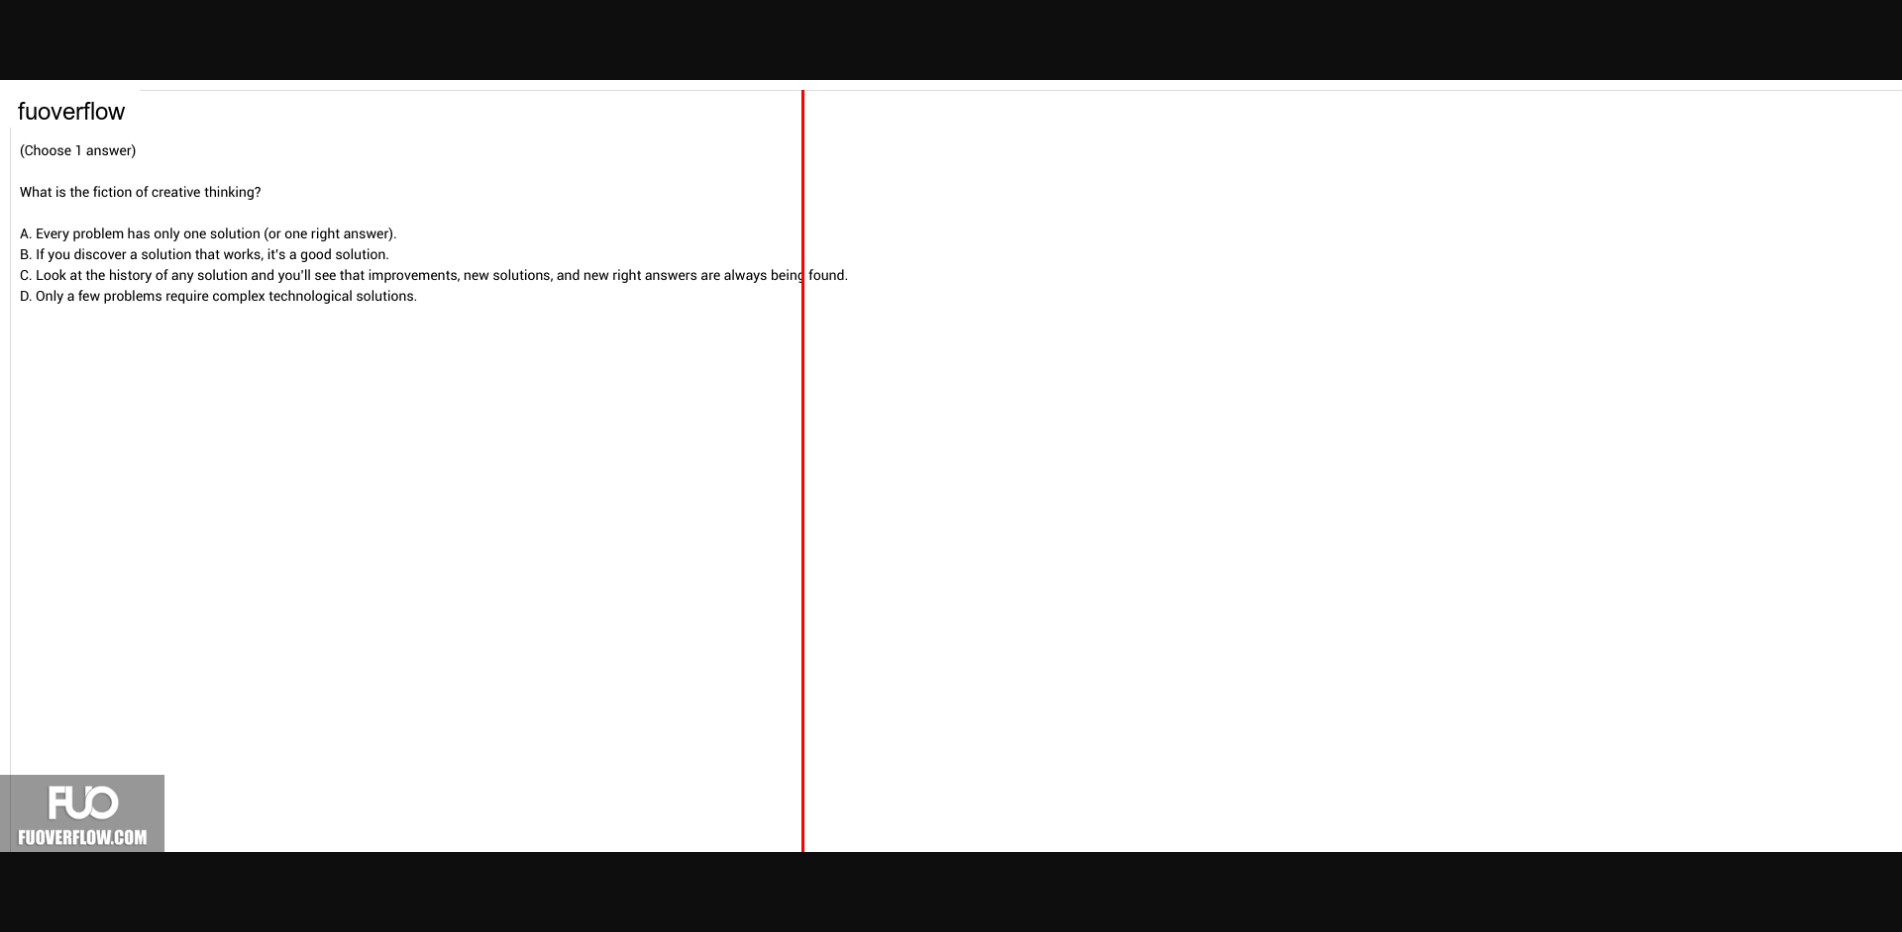 fuoverflow
(Choose 1 answer)
What is the fiction of creative thinking?
A. Every problem has only one solution (or one right answer).
B. If you discover a solution that works, it's a good solution.
C. Look at the history of any solution and you'll see that improvements, new solutions, and new right answers are always being found.
D. Only a few problems require complex technological solutions.
FUO
FUOVERFLOW.COM